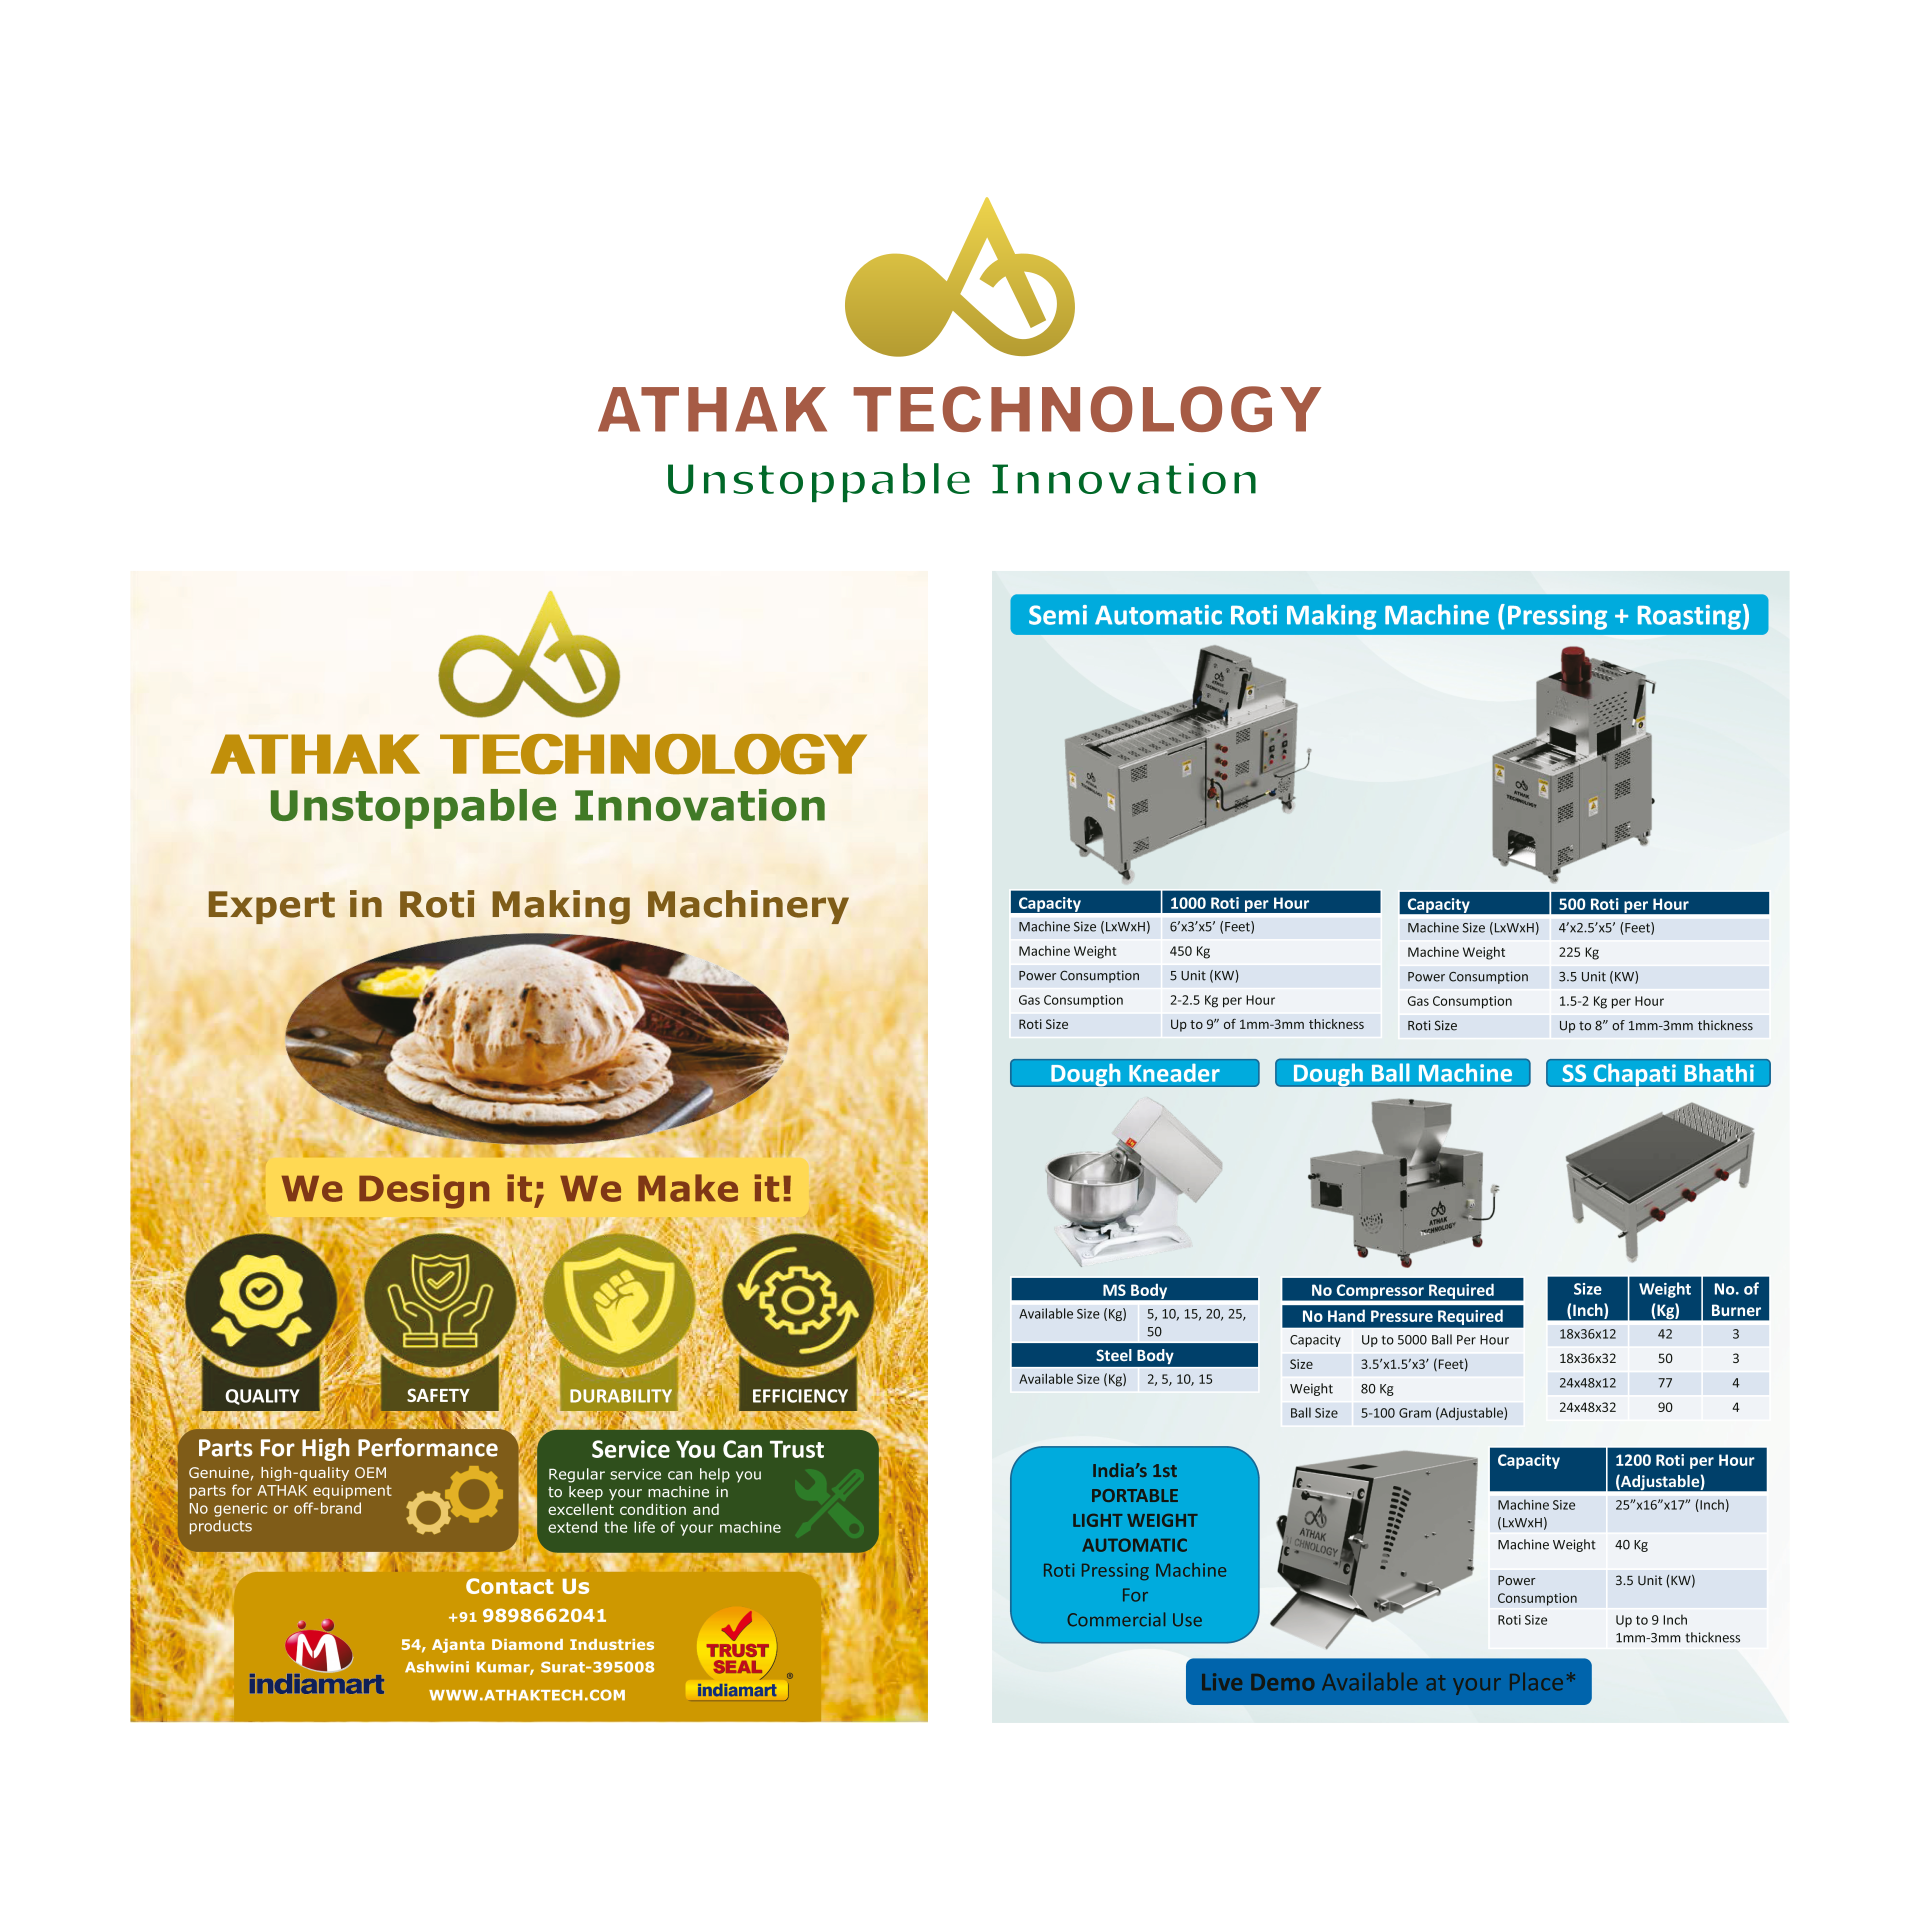 ATHAK TECHNOLOGY
Unstoppable Innovation
ATHAK TECHNOLOGY
Unstoppable Innovation
Expert in Roti Making Machinery
We Design it; We Make it!
QUALITY
SAFETY
DURABILITY
EFFICIENCY
Parts For High Performance
Genuine, high-quality OEM
parts for ATHAK equipment
No generic or off-brand
products
Service You Can Trust
Regular service can help you
to keep your machine in
excellent condition and
extend the life of your machine
Contact Us
+91 9898662041
54, Ajanta Diamond Industries
Ashwini Kumar, Surat-395008
WWW.ATHAKTECH.COM
indiamart
TRUST
SEAL
indiamart ®
Semi Automatic Roti Making Machine (Pressing + Roasting)
ATHAK
TECHNOLOGY
ATHAK
TECHNOLOGY
ATHAK
TECHNOLOGY
Capacity 1000 Roti per Hour
Machine Size (LxWxH) 6’x3’x5’ (Feet)
Machine Weight 450 Kg
Power Consumption 5 Unit (KW)
Gas Consumption 2-2.5 Kg per Hour
Roti Size Up to 9” of 1mm-3mm thickness
Capacity 500 Roti per Hour
Machine Size (LxWxH) 4’x2.5’x5’ (Feet)
Machine Weight 225 Kg
Power Consumption 3.5 Unit (KW)
Gas Consumption 1.5-2 Kg per Hour
Roti Size Up to 8” of 1mm-3mm thickness
Dough Kneader
MS Body
Available Size (Kg) 5, 10, 15, 20, 25,
50
Steel Body
Available Size (Kg) 2, 5, 10, 15
Dough Ball Machine
ATHAK
TECHNOLOGY
No Compressor Required
No Hand Pressure Required
Capacity Up to 5000 Ball Per Hour
Size 3.5’x1.5’x3’ (Feet)
Weight 80 Kg
Ball Size 5-100 Gram (Adjustable)
SS Chapati Bhathi
Size Weight No. of
(Inch) (Kg) Burner
18x36x12 42 3
18x36x32 50 3
24x48x12 77 4
24x48x32 90 4
India’s 1st
PORTABLE
LIGHT WEIGHT
AUTOMATIC
Roti Pressing Machine
For
Commercial Use
ATHAK
CHNOLOGY
Capacity 1200 Roti per Hour
(Adjustable)
Machine Size 25”x16”x17” (Inch)
(LxWxH)
Machine Weight 40 Kg
Power 3.5 Unit (KW)
Consumption
Roti Size Up to 9 Inch
1mm-3mm thickness
Live Demo Available at your Place*